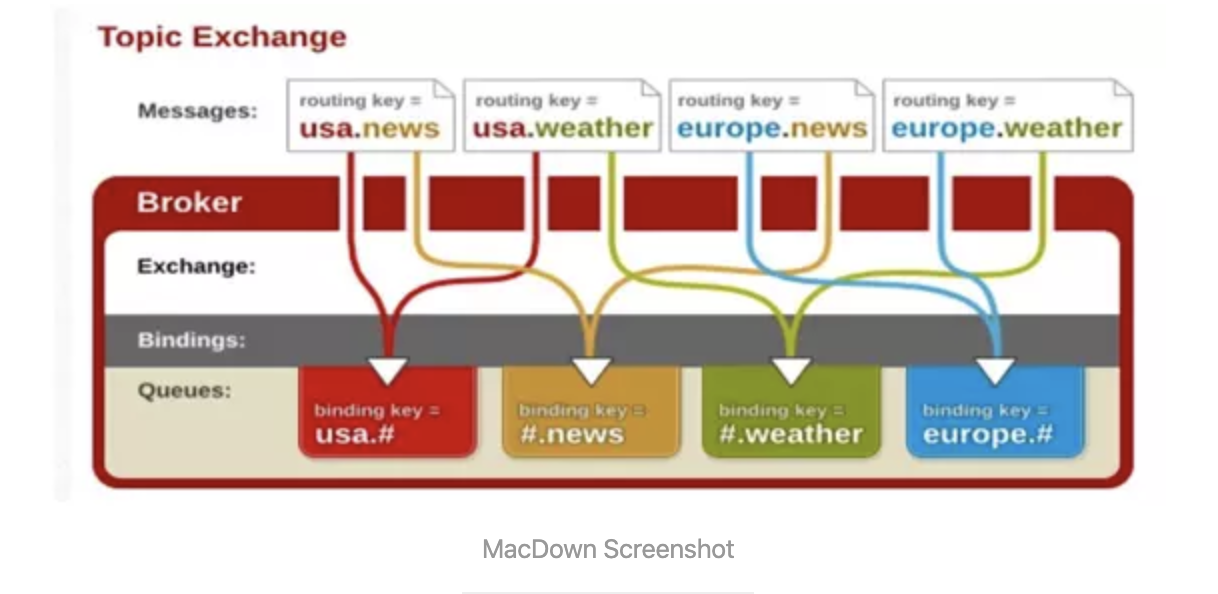 Topic Exchange
Messages:
routing key =
usa.news
routing key =
usa.weather
routing key =
europe.news
routing key =
europe.weather
Broker
Exchange:
Bindings:
Queues:
binding key =
usa.#
binding key =
#.news
binding key =
#.weather
binding key =
europe.#
MacDown Screenshot